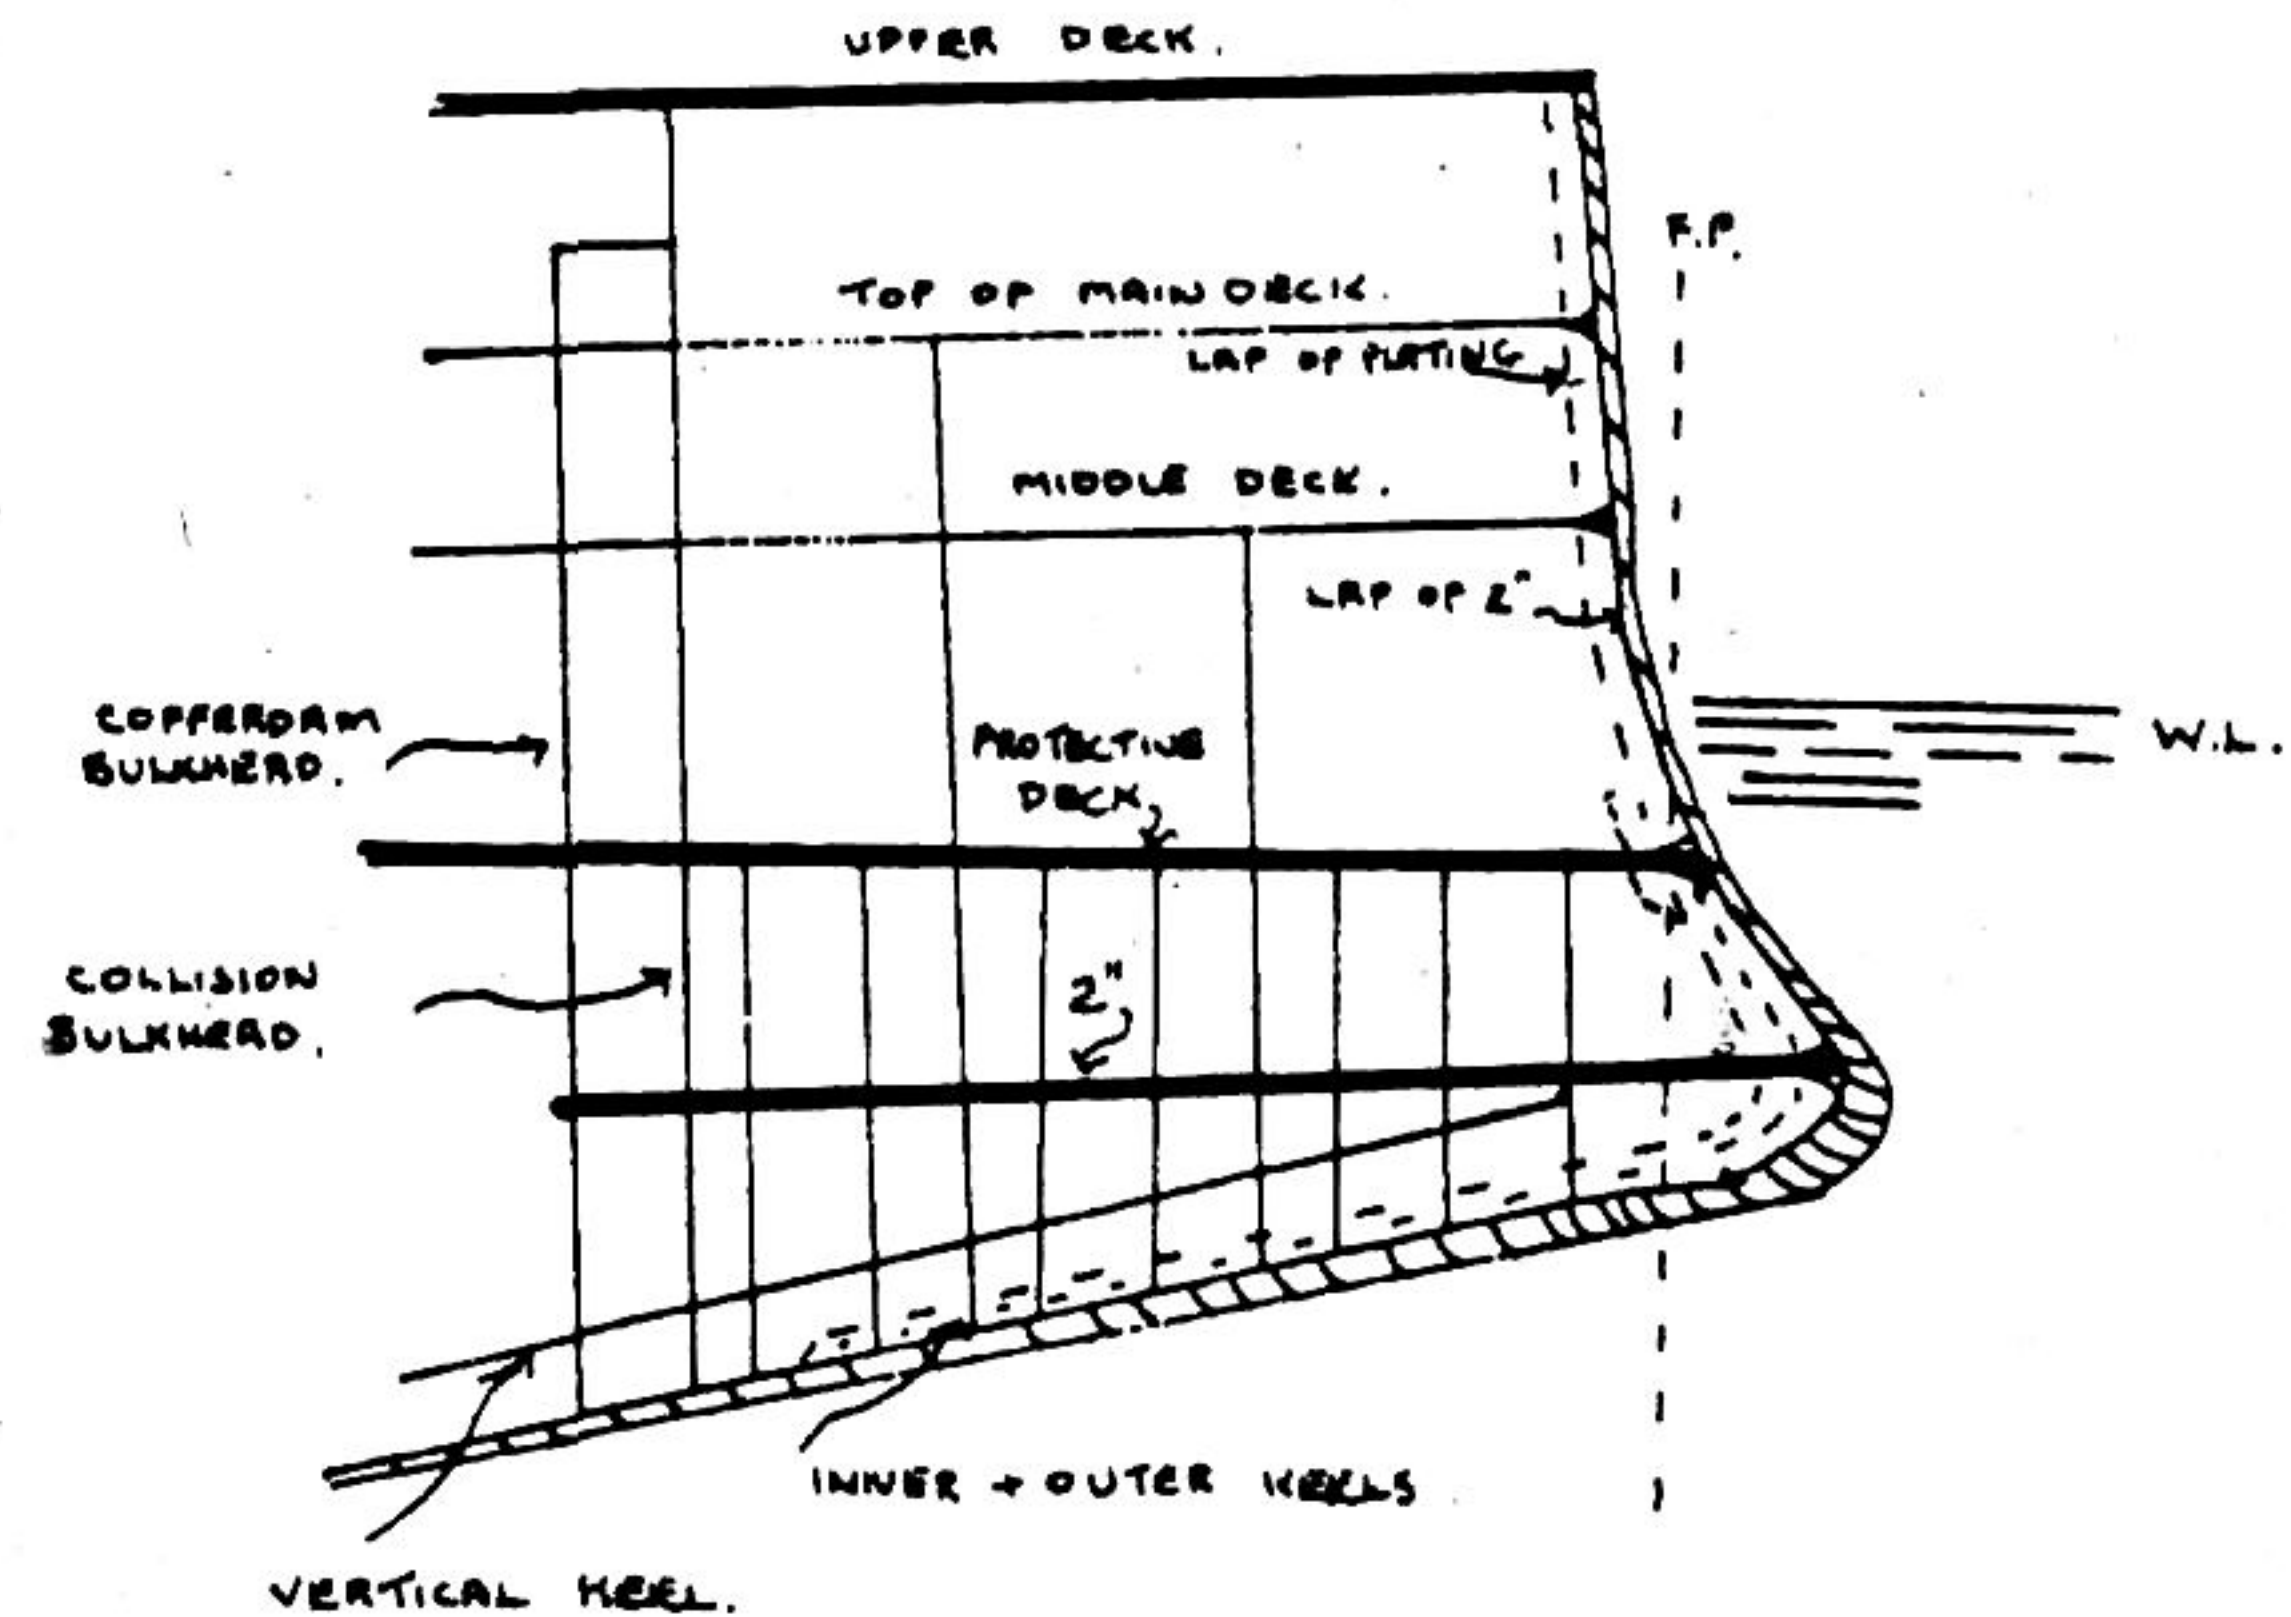 UPPER DECK.
F.P.
TOP OF MAIN DECK.
LAP OF PLATING
MIDDLE DECK.
LAP OF 2"
COFFERDAM
BULKHEAD.
PROTECTIVE
DECK
W.L.
COLLISION
BULKHEAD.
2"
INNER + OUTER KEELS
VERTICAL KEEL.